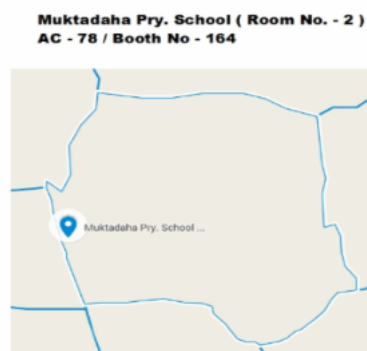 Muktadaha Pry. School ( Room No. - 2 )
AC - 78 / Booth No - 164
Muktadaha Pry. School ...